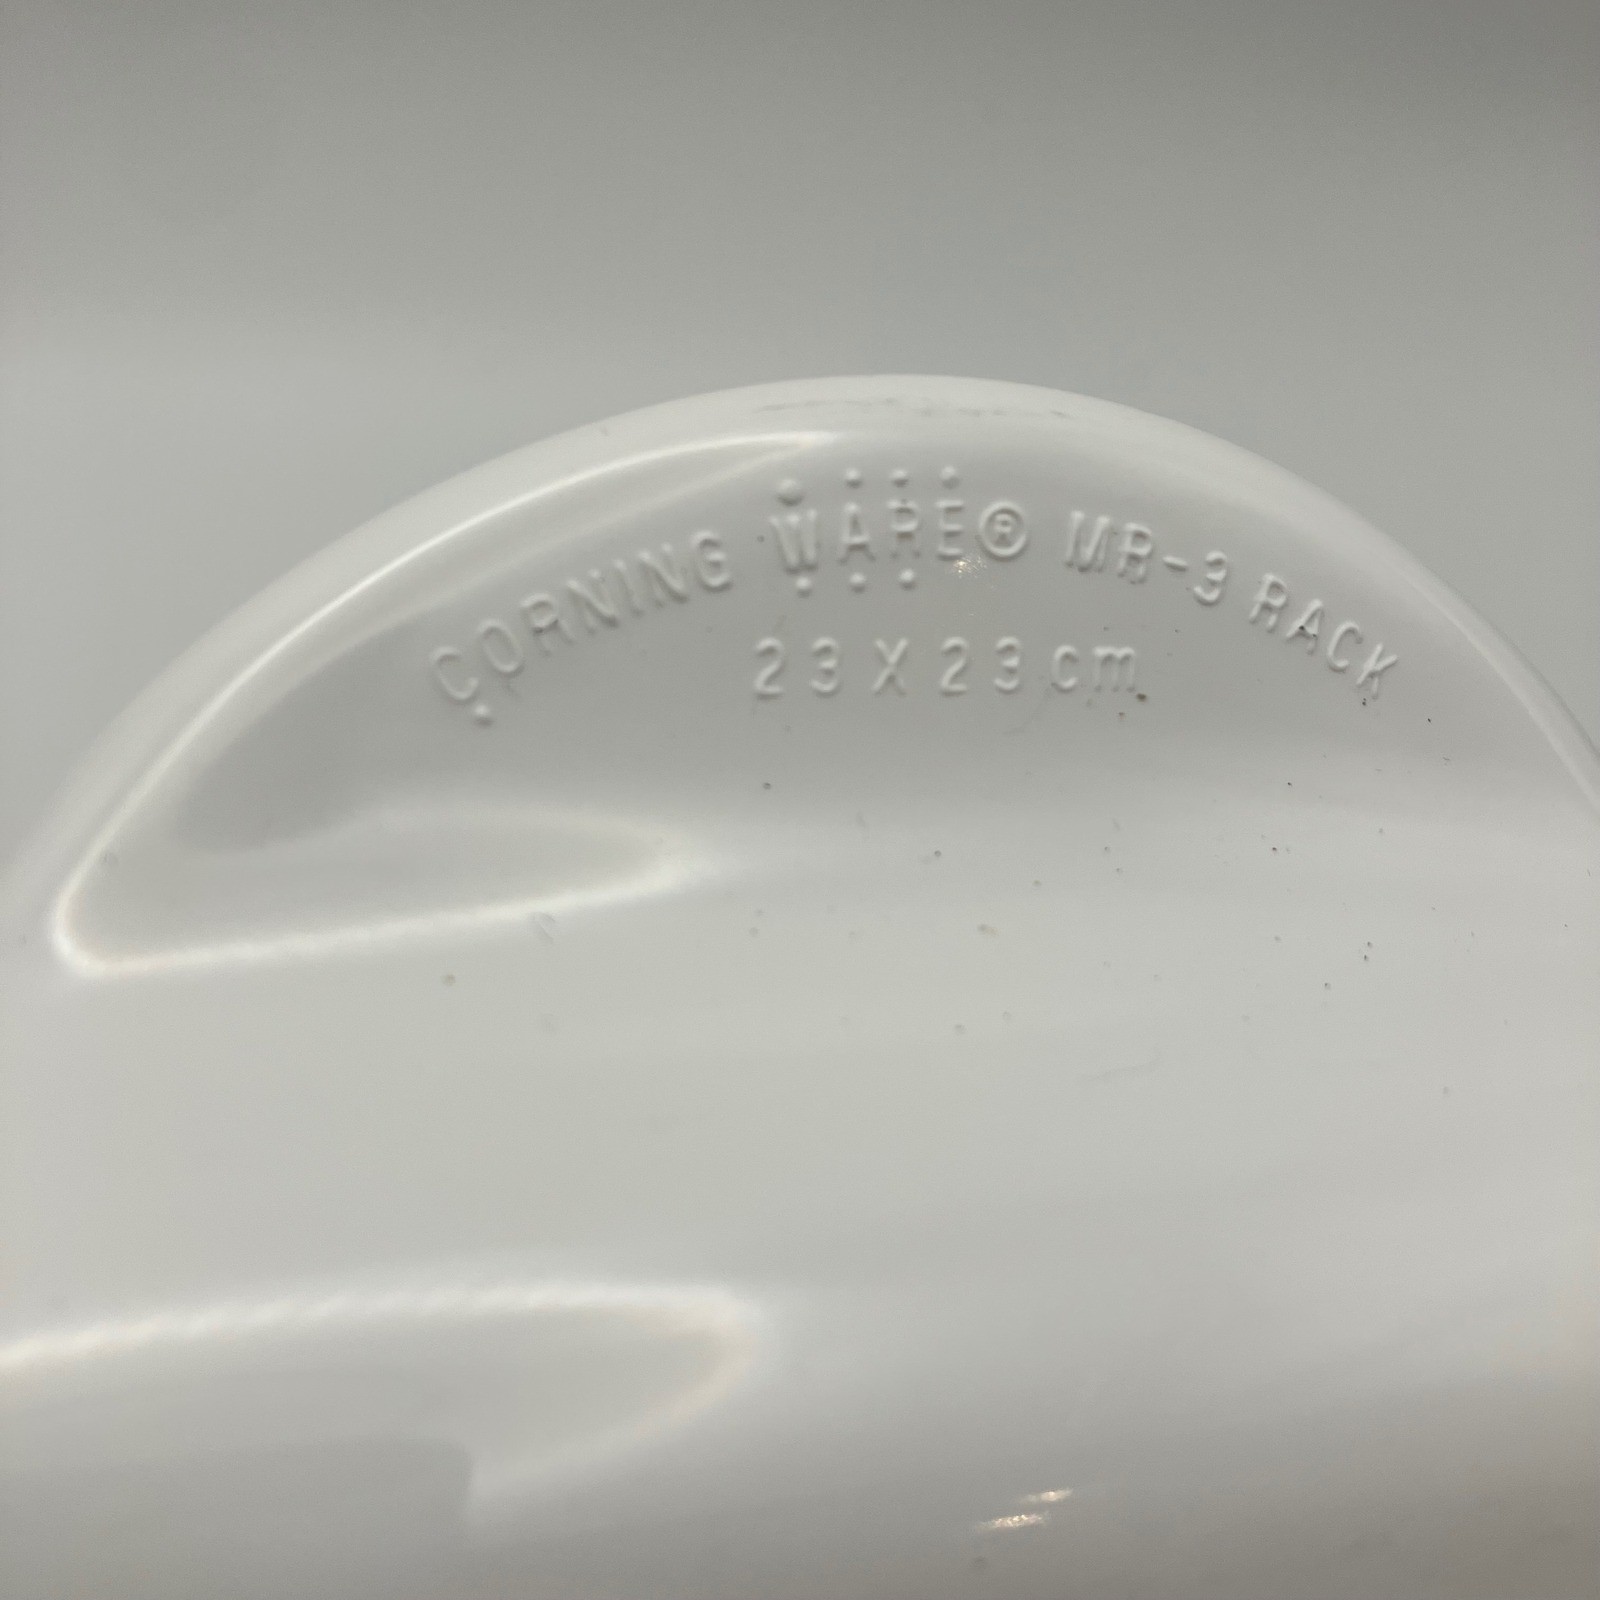 CORNING WARE® MR-3 RACK
23 X 23 cm